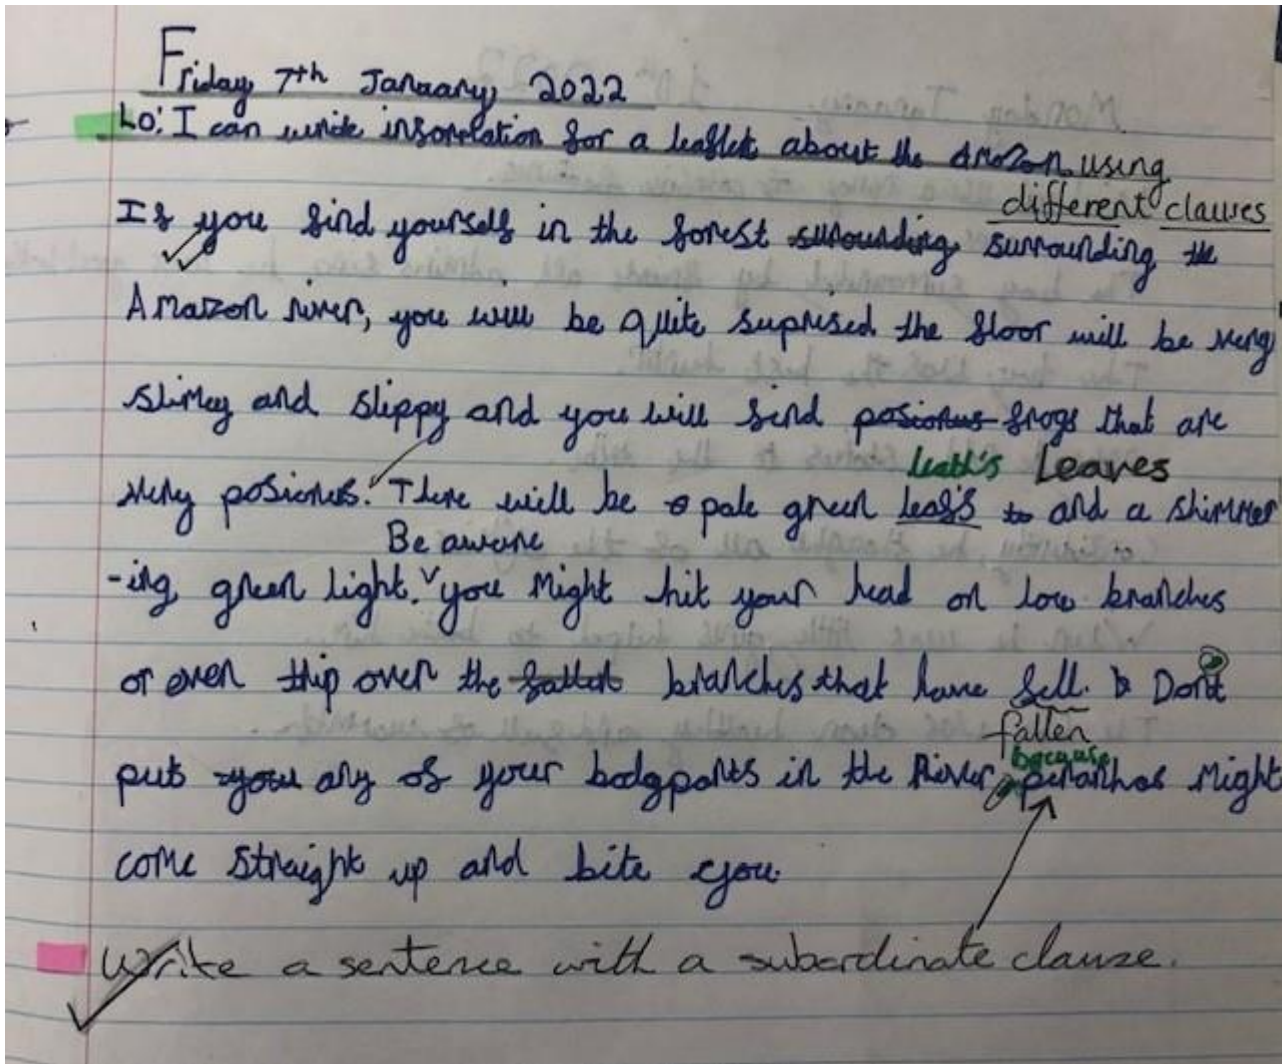 Friday 7th January 2022
LO: I can write inforelation for a leaflet about the Amazon using
different clauses
If you find yourself in the forest surouding surrounding the
Amazon river, you will be quite suprised the floor will be very
slimey and slippy and you will find posionus frogs that are
leath's Leaves
very posionus. There will be pale green leaf's to and a shimmer
Be aware
-ing green light. you might hit your head on low branches
or even trip over the fallen branches that have fell. Don't
fallen
because
put your any of your bodyparts in the River, piranhas might
come straight up and bite you.
Write a sentence with a subordinate clause.